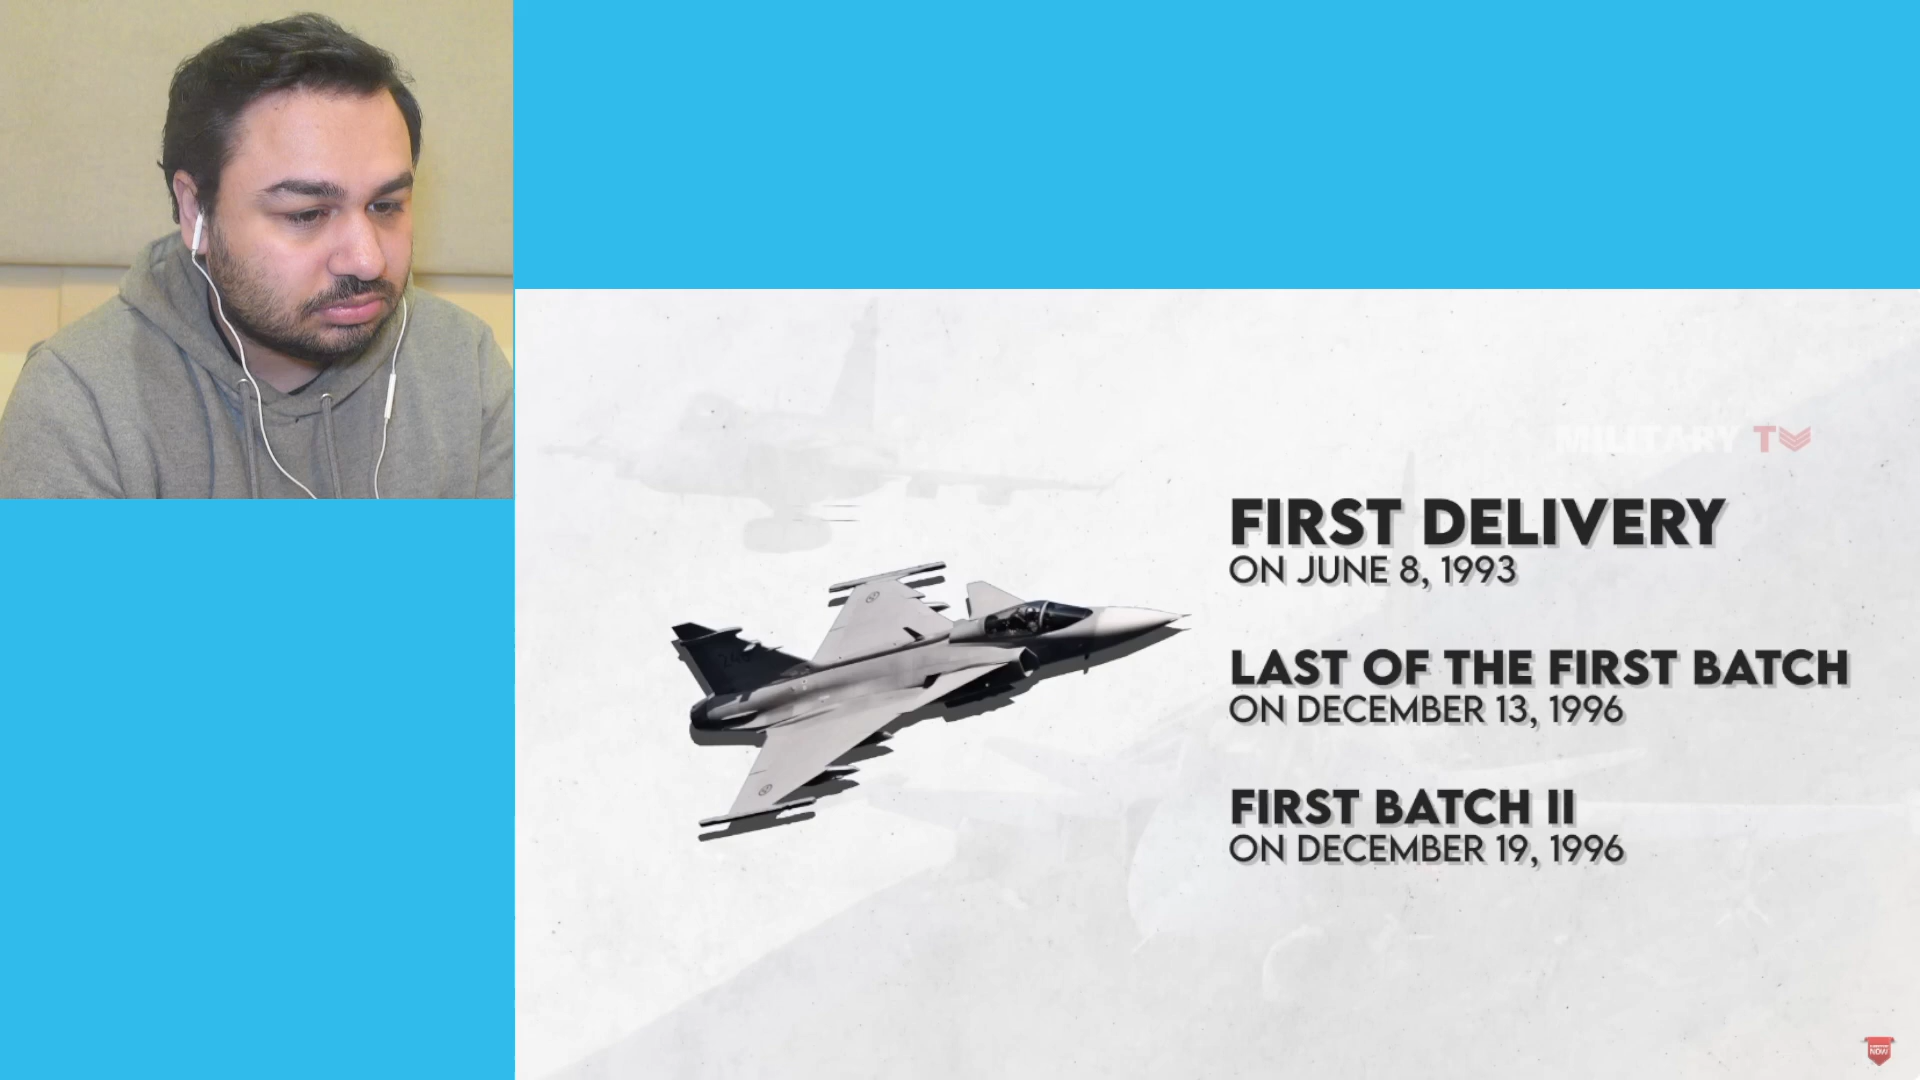 MILITARY TV
FIRST DELIVERY
ON JUNE 8, 1993
LAST OF THE FIRST BATCH
ON DECEMBER 13, 1996
FIRST BATCH II
ON DECEMBER 19, 1996
NOW